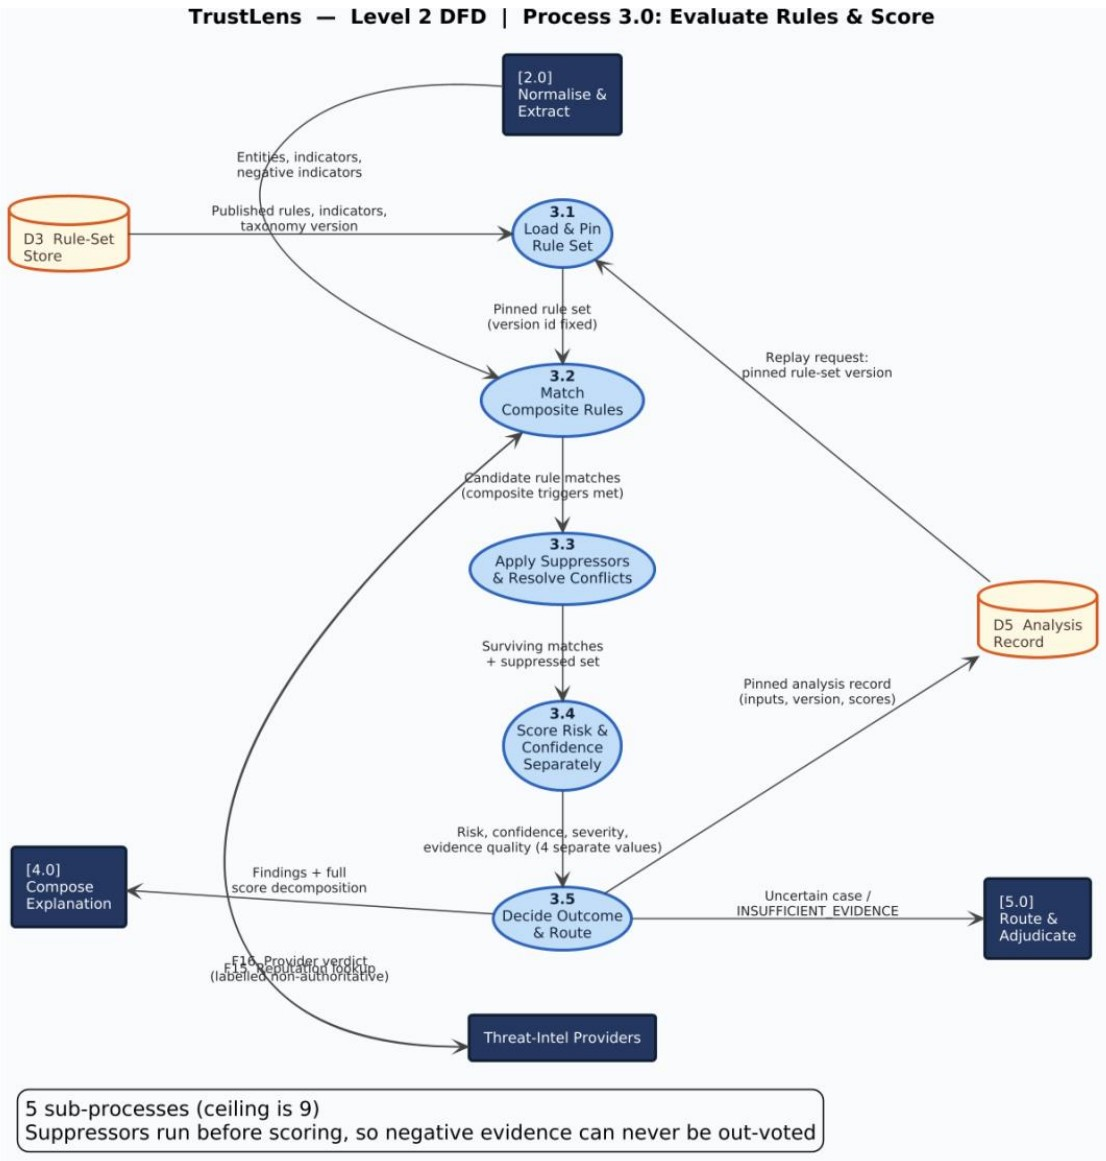 TrustLens — Level 2 DFD | Process 3.0: Evaluate Rules & Score
[2.0]
Normalise &
Extract
Entities, indicators,
negative indicators
Published rules, indicators,
taxonomy version
D3 Rule-Set
Store
3.1
Load & Pin
Rule Set
Pinned rule set
(version id fixed)
Replay request:
pinned rule-set version
3.2
Match
Composite Rules
Candidate rule matches
(composite triggers met)
3.3
Apply Suppressors
& Resolve Conflicts
D5 Analysis
Record
Surviving matches
+ suppressed set
Pinned analysis record
(inputs, version, scores)
3.4
Score Risk &
Confidence
Separately
Risk, confidence, severity,
evidence quality (4 separate values)
[4.0]
Compose
Explanation
Findings + full
score decomposition
3.5
Decide Outcome
& Route
Uncertain case /
INSUFFICIENT_EVIDENCE
[5.0]
Route &
Adjudicate
F16 Provider verdict
F15 Reputation lookup
(labelled non-authoritative)
Threat-Intel Providers
5 sub-processes (ceiling is 9)
Suppressors run before scoring, so negative evidence can never be out-voted